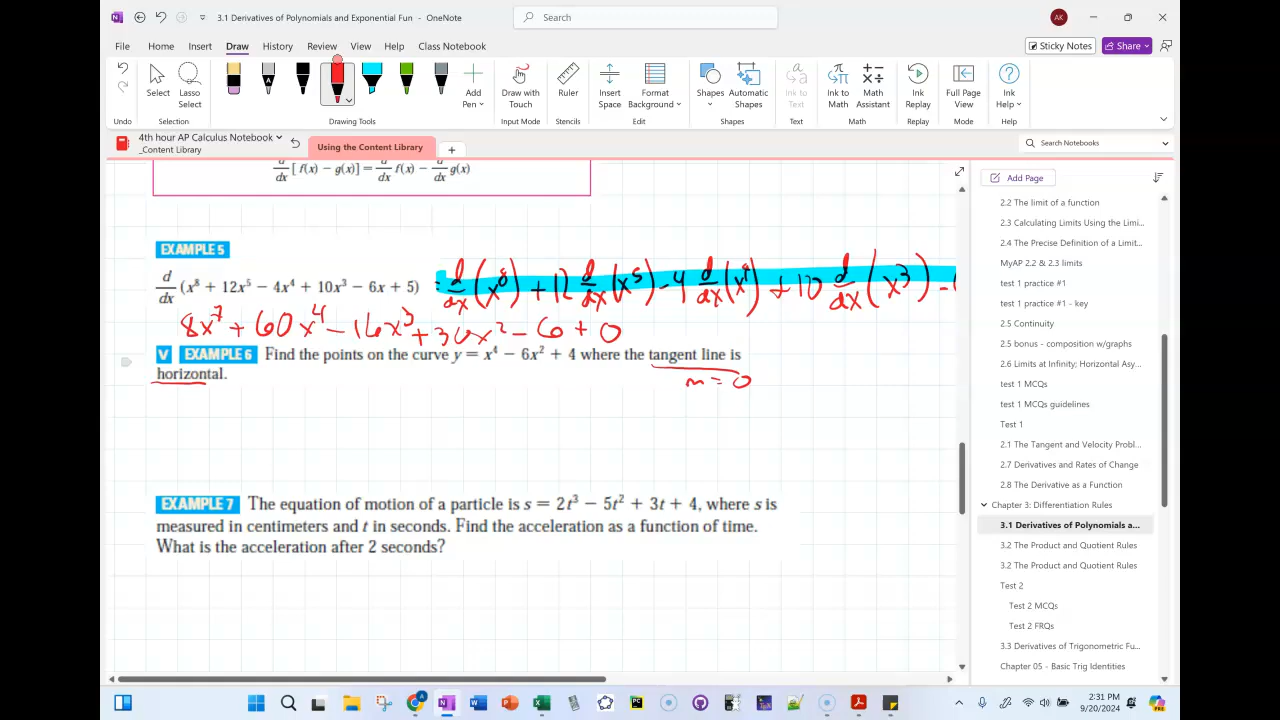 3.1 Derivatives of Polynomials and Exponential Fun - OneNote
Search
AK
File Home Insert Draw History Review View Help Class Notebook
Sticky Notes
Share
Undo
Select
Lasso Select
Selection
Drawing Tools
Add Pen
Draw with Touch
Input Mode
Ruler
Stencils
Insert Space
Format Background
Edit
Shapes
Automatic Shapes
Shapes
Ink to Text
Text
Ink to Math
Math Assistant
Math
Ink Replay
Replay
Full Page View
Mode
Ink Help
Help
4th hour AP Calculus Notebook
_Content Library
Using the Content Library
Search Notebooks
d/dx [ f(x) − g(x)] = d/dx f(x) − d/dx g(x)
EXAMPLE 5
d/dx (x⁸ + 12x⁵ − 4x⁴ + 10x³ − 6x + 5) = d/dx (x⁸) + 12 d/dx (x⁵) − 4 d/dx (x⁴) + 10 d/dx (x³) −
8x⁷ + 60x⁴ − 16x³ + 30x² − 6 + 0
V EXAMPLE 6 Find the points on the curve y = x⁴ − 6x² + 4 where the tangent line is
horizontal.
m = 0
EXAMPLE 7 The equation of motion of a particle is s = 2t³ − 5t² + 3t + 4, where s is
measured in centimeters and t in seconds. Find the acceleration as a function of time.
What is the acceleration after 2 seconds?
Add Page
2.2 The limit of a function
2.3 Calculating Limits Using the Limi...
2.4 The Precise Definition of a Limit...
MyAP 2.2 & 2.3 limits
test 1 practice #1
test 1 practice #1 - key
2.5 Continuity
2.5 bonus - composition w/graphs
2.6 Limits at Infinity; Horizontal Asy...
test 1 MCQs
test 1 MCQs guidelines
Test 1
2.1 The Tangent and Velocity Probl...
2.7 Derivatives and Rates of Change
2.8 The Derivative as a Function
Chapter 3: Differentiation Rules
3.1 Derivatives of Polynomials a...
3.2 The Product and Quotient Rules
3.2 The Product and Quotient Rules
Test 2
Test 2 MCQs
Test 2 FRQs
3.3 Derivatives of Trigonometric Fu...
Chapter 05 - Basic Trig Identities
2:31 PM
9/20/2024